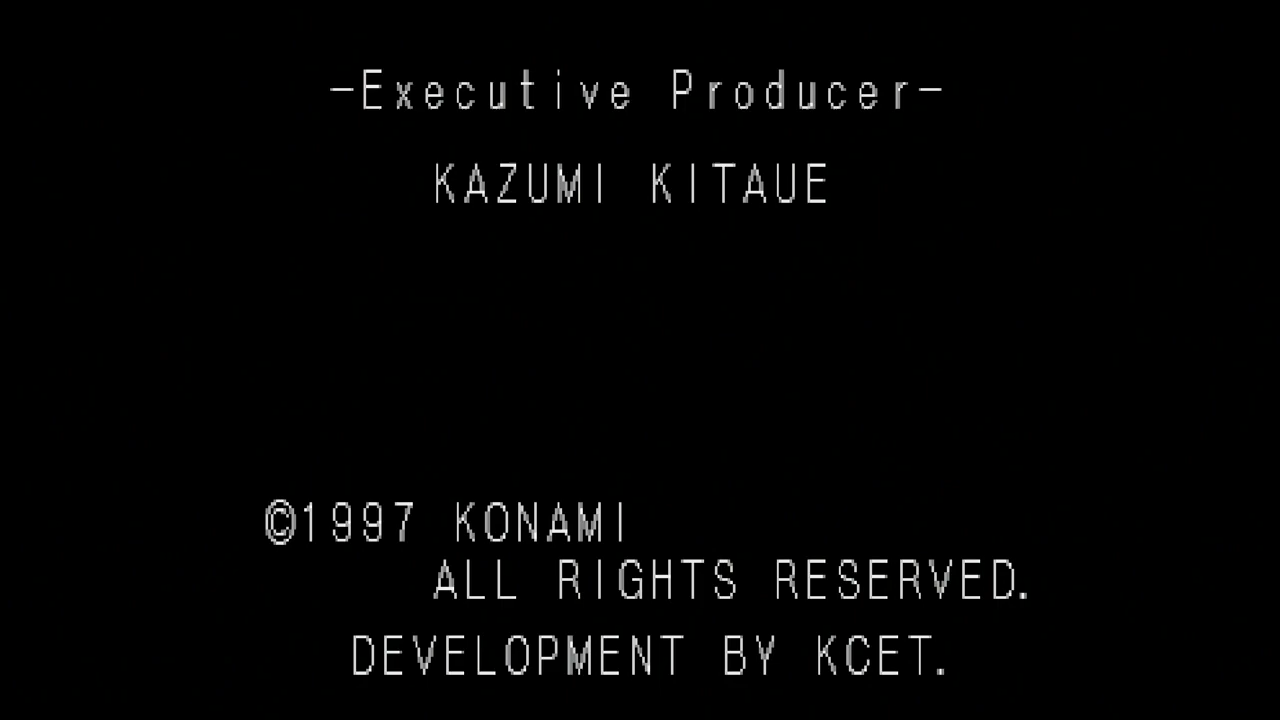 -Executive Producer-
KAZUMI KITAUE
©1997 KONAMI
ALL RIGHTS RESERVED.
DEVELOPMENT BY KCET.